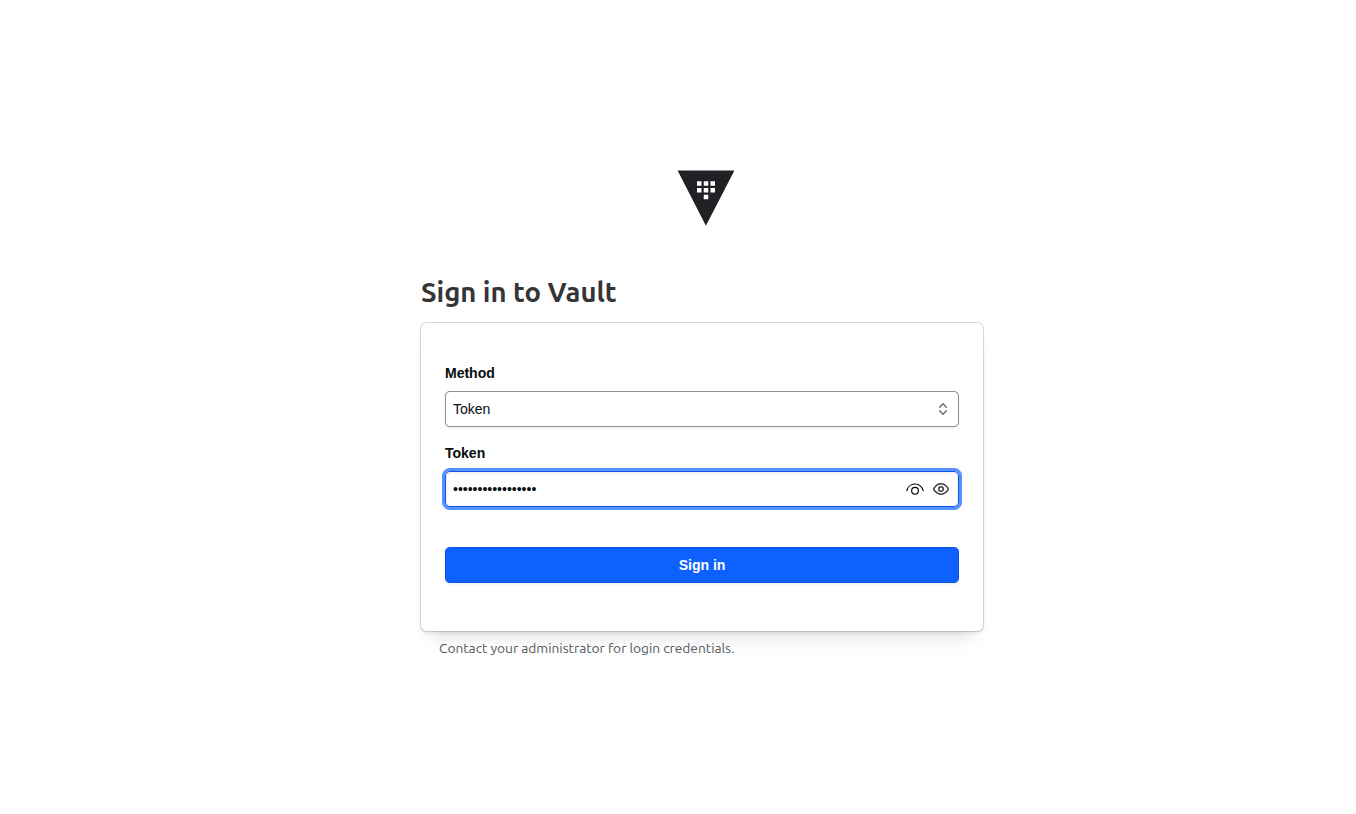 Sign in to Vault
Method
Token
Token
•••••••••••••••••
Sign in
Contact your administrator for login credentials.